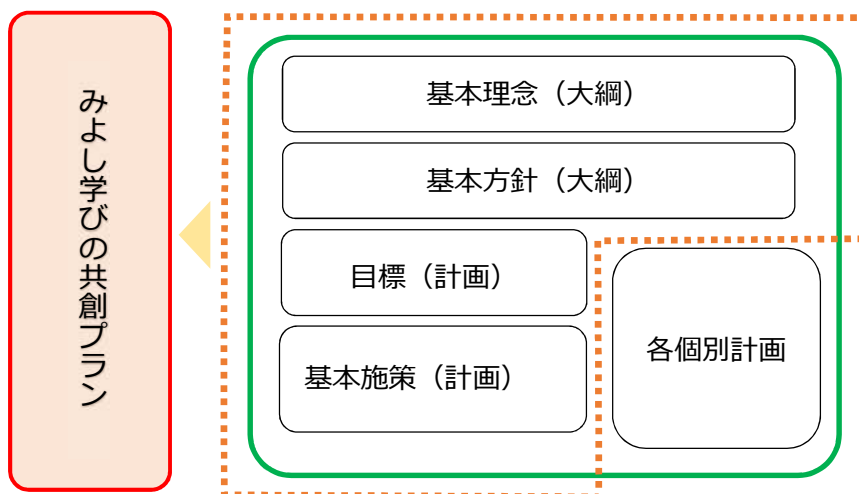 みよし学びの共創プラン
基本理念（大綱）
基本方針（大綱）
目標（計画）
基本施策（計画）
各個別計画